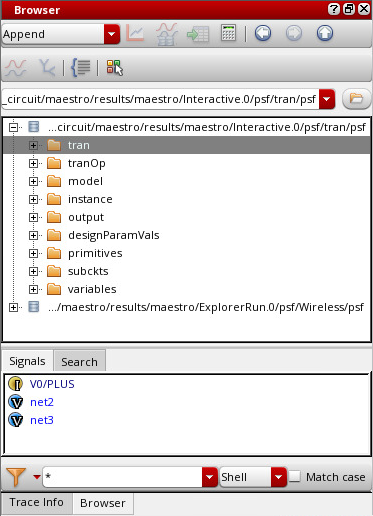 Browser
Append
_circuit/maestro/results/maestro/Interactive.0/psf/tran/psf
...circuit/maestro/results/maestro/Interactive.0/psf/tran/psf
tran
tranOp
model
instance
output
designParamVals
primitives
subckts
variables
.../maestro/results/maestro/ExplorerRun.0/psf/Wireless/psf
Signals Search
V0/PLUS
net2
net3
* Shell Match case
Trace Info Browser